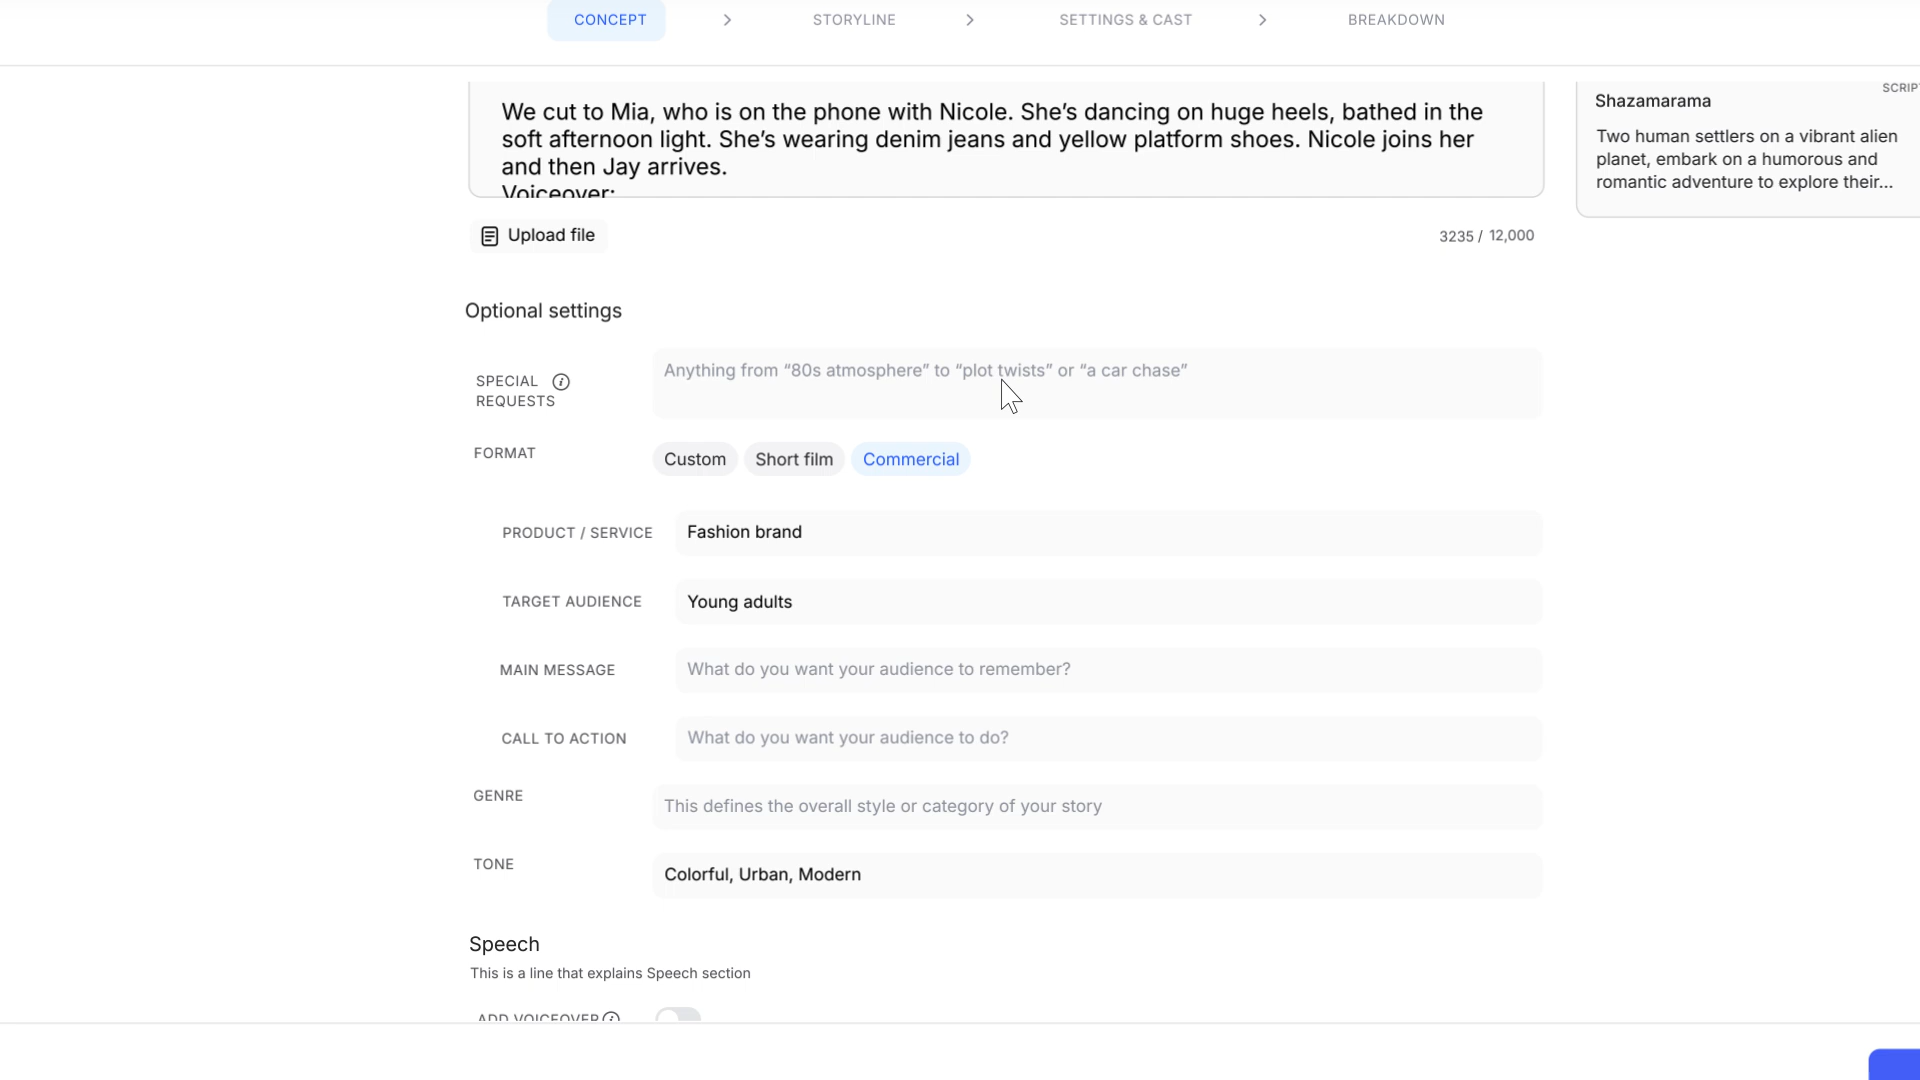 CONCEPT
STORYLINE
SETTINGS & CAST
BREAKDOWN
We cut to Mia, who is on the phone with Nicole. She’s dancing on huge heels, bathed in the
soft afternoon light. She’s wearing denim jeans and yellow platform shoes. Nicole joins her
and then Jay arrives.
Voiceover:
Upload file
3235 / 12,000
SCRIP
Shazamarama
Two human settlers on a vibrant alien
planet, embark on a humorous and
romantic adventure to explore their...
Optional settings
SPECIAL
REQUESTS
Anything from “80s atmosphere” to “plot twists” or “a car chase”
FORMAT
Custom
Short film
Commercial
PRODUCT / SERVICE
Fashion brand
TARGET AUDIENCE
Young adults
MAIN MESSAGE
What do you want your audience to remember?
CALL TO ACTION
What do you want your audience to do?
GENRE
This defines the overall style or category of your story
TONE
Colorful, Urban, Modern
Speech
This is a line that explains Speech section
ADD VOICEOVER